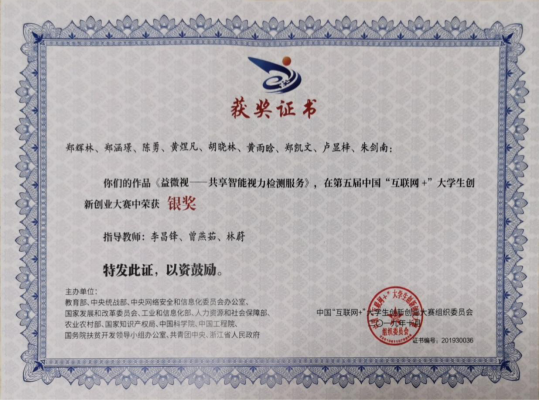 获奖证书
郑辉林、郑涵璟、陈勇、黄煜凡、胡晓林、黄雨晗、郑凯文、卢昱梓、朱剑南：
你们的作品《益微视——共享智能视力检测服务》，在第五届中国“互联网+”大学生创
新创业大赛中荣获 银奖
指导教师：李昌锋、曾燕茹、林蔚
特发此证，以资鼓励。
主办单位：
教育部、中央统战部、中央网络安全和信息化委员会办公室、
国家发展和改革委员会、工业和信息化部、人力资源和社会保障部、
农业农村部、国家知识产权局、中国科学院、中国工程院、
国务院扶贫开发领导小组办公室、共青团中央、浙江省人民政府
中国“互联网+”大学生创新创业大赛组织委员会
二〇一九年十月
证书编号：201930036